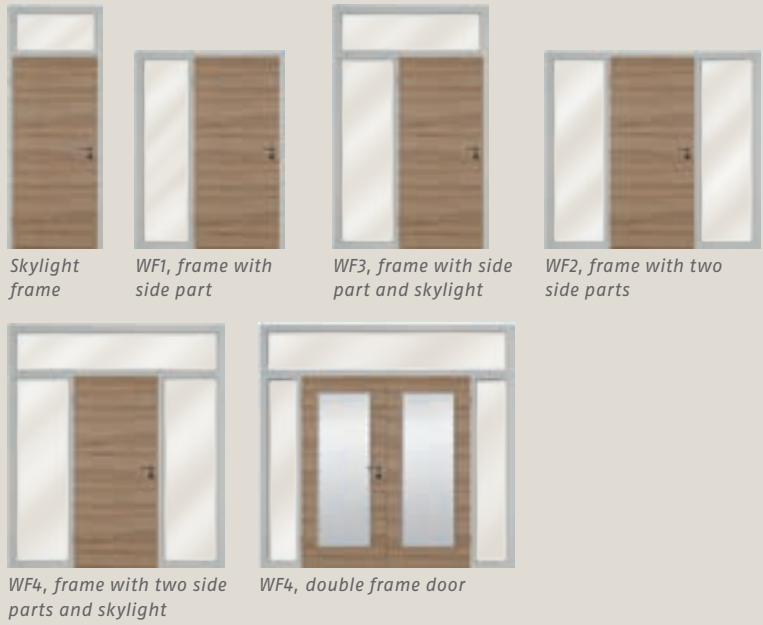 Skylight
frame
WF1, frame with
side part
WF3, frame with side
part and skylight
WF2, frame with two
side parts
WF4, frame with two side
parts and skylight
WF4, double frame door